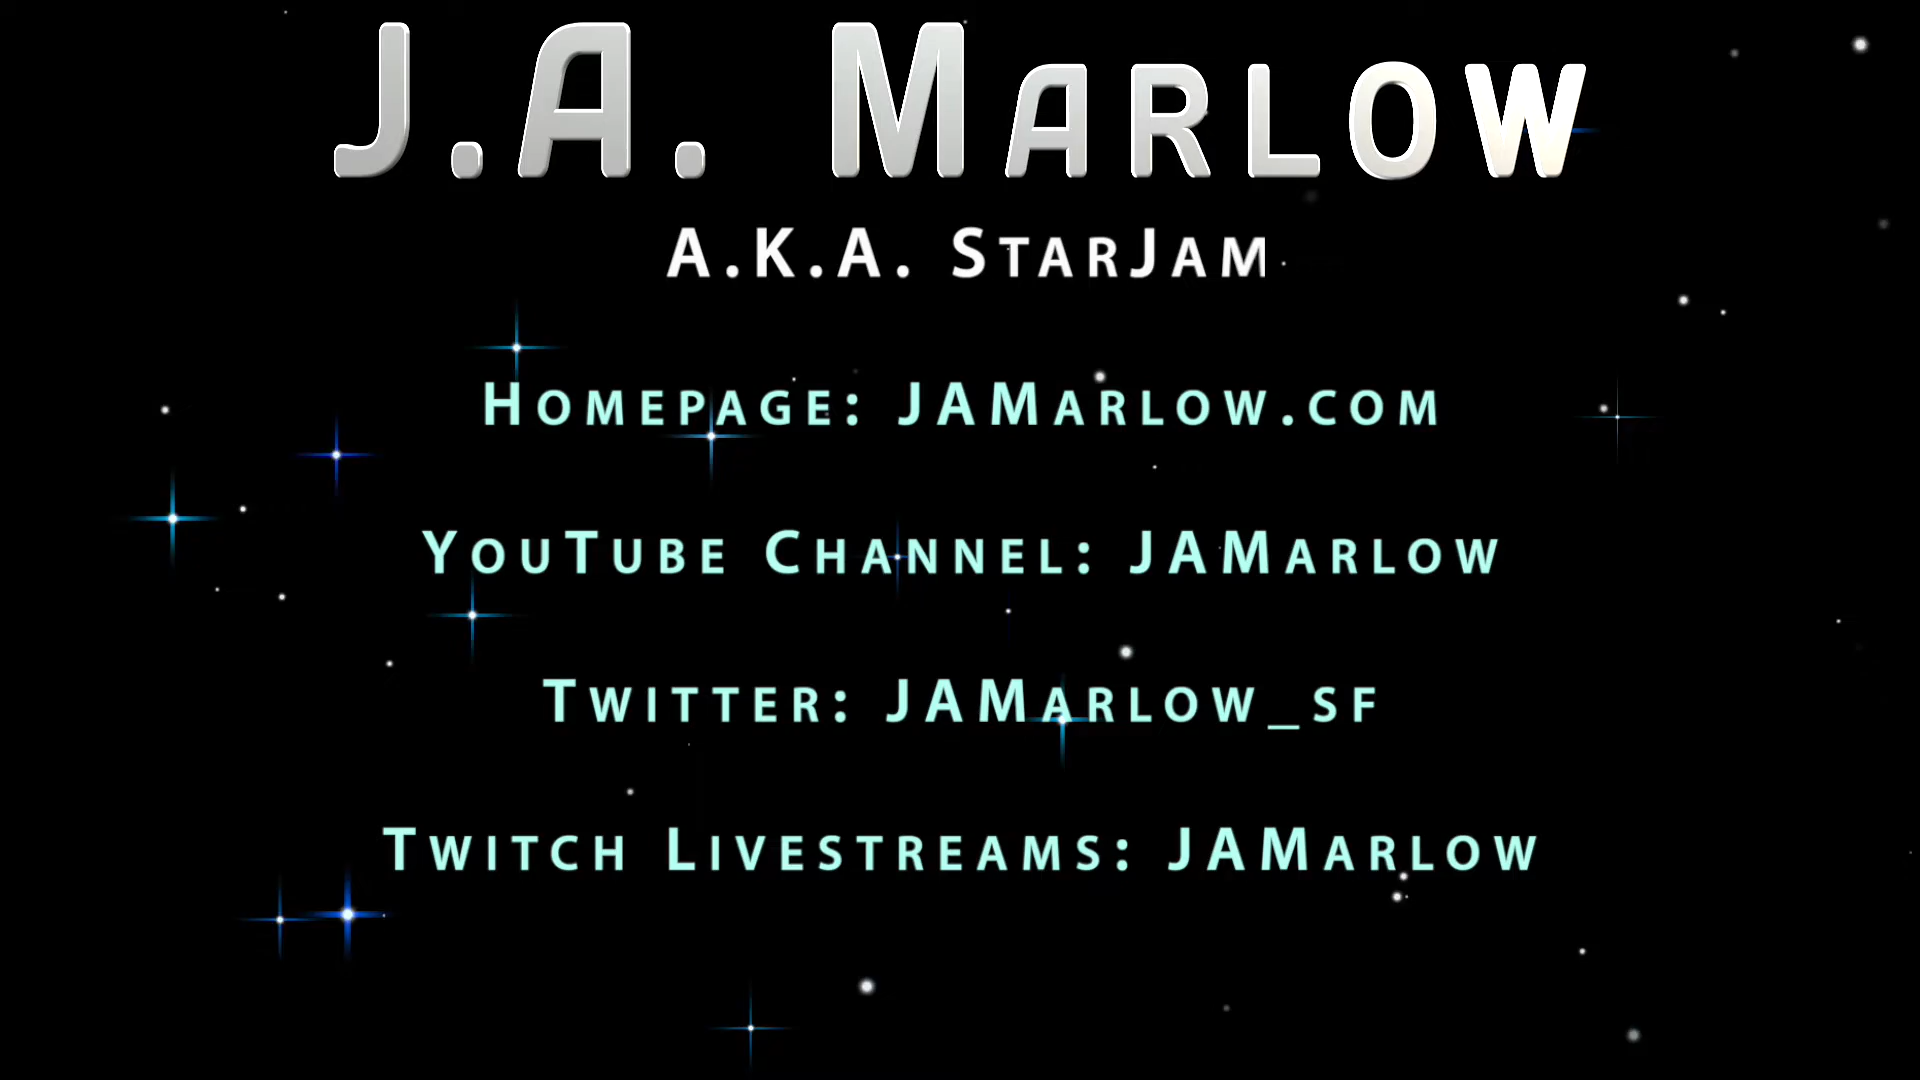 J.A. Marlow
A.K.A. StarJam
Homepage: JAMarlow.com
YouTube Channel: JAMarlow
Twitter: JAMarlow_sf
Twitch Livestreams: JAMarlow